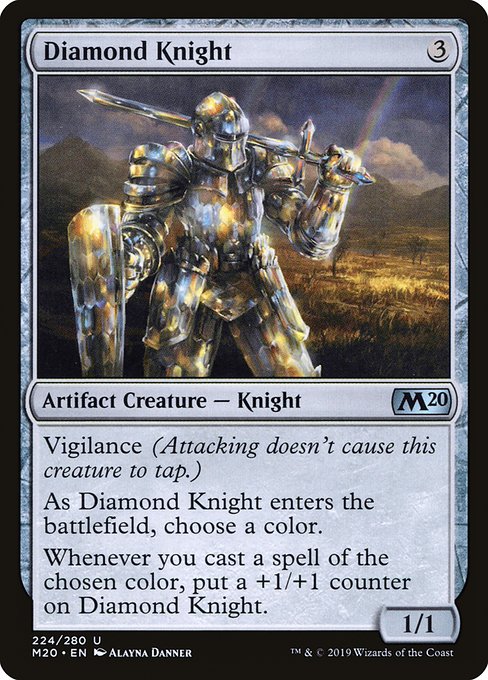 Diamond Knight 3
Artifact Creature — Knight M20
Vigilance (Attacking doesn't cause this
creature to tap.)
As Diamond Knight enters the
battlefield, choose a color.
Whenever you cast a spell of the
chosen color, put a +1/+1 counter
on Diamond Knight.
1/1
224/280 U
M20 • EN Alayna Danner
™ & © 2019 Wizards of the Coast